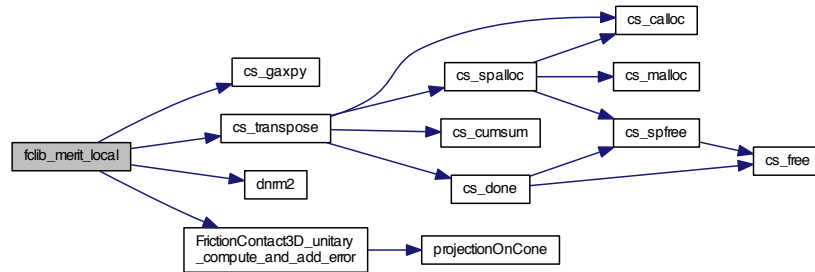 fclib_merit_local
cs_gaxpy
cs_transpose
dnrm2
FrictionContact3D_unitary
_compute_and_add_error
cs_spalloc
cs_cumsum
cs_done
projectionOnCone
cs_calloc
cs_malloc
cs_spfree
cs_free